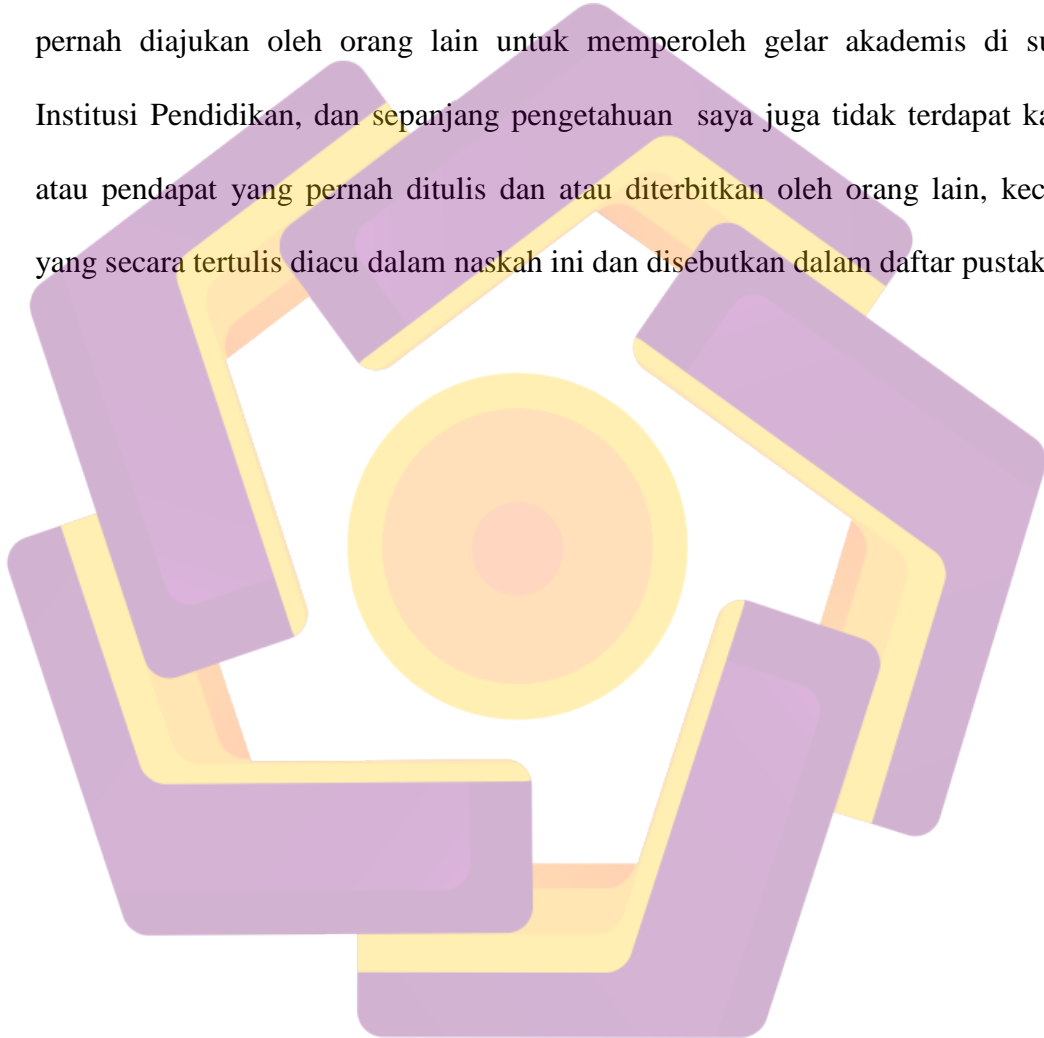 pernah diajukan oleh orang lain untuk memperoleh gelar akademis di su
Institusi Pendidikan, dan sepanjang pengetahuan saya juga tidak terdapat ka
atau pendapat yang pernah ditulis dan atau diterbitkan oleh orang lain, kec
yang secara tertulis diacu dalam naskah ini dan disebutkan dalam daftar pustak